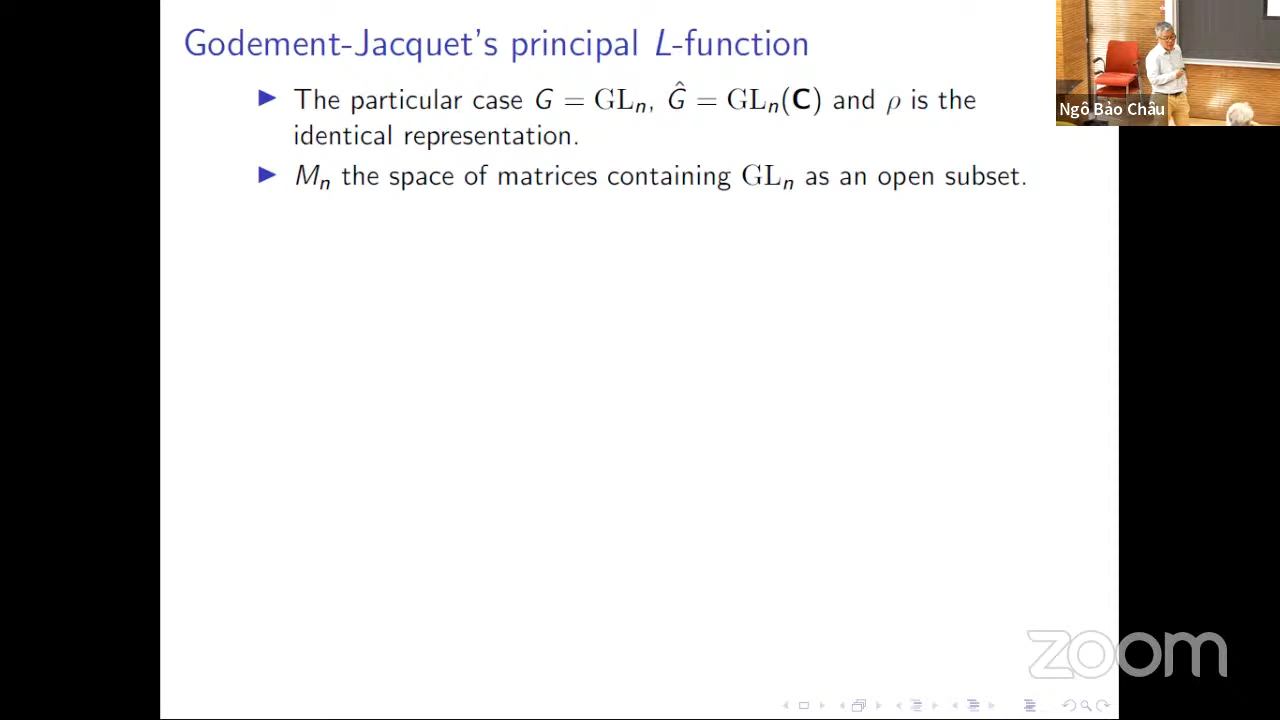 Godement-Jacquet's principal L-function
▶ The particular case G = GLₙ, Ĝ = GLₙ(C) and ρ is the
identical representation.
▶ Mₙ the space of matrices containing GLₙ as an open subset.
Ngô Bảo Châu
zoom